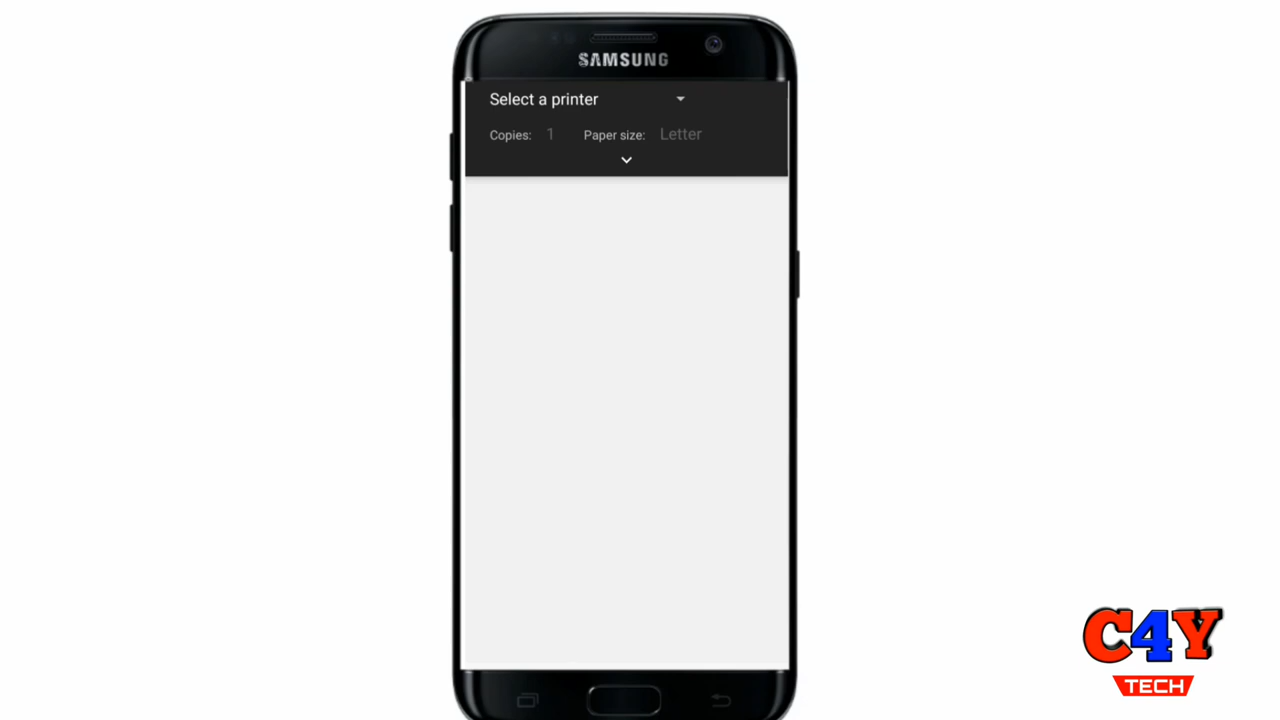 SAMSUNG
Select a printer
Copies: 1 Paper size: Letter
C4Y
TECH